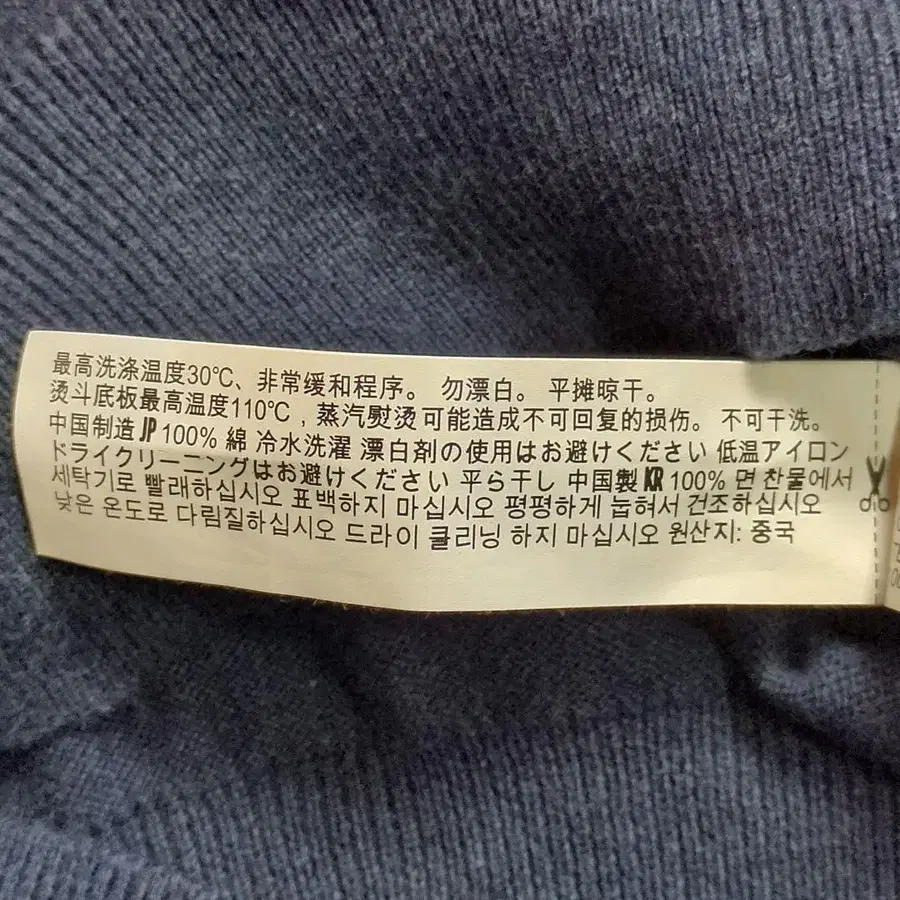 最高洗涤温度30℃、非常缓和程序。 勿漂白。 平摊晾干。
烫斗底板最高温度110℃，蒸汽熨烫可能造成不可回复的损伤。 不可干洗。
中国制造 JP 100% 綿 冷水洗濯 漂白剤の使用はお避けください 低温アイロン
ドライクリーニングはお避けください 平ら干し 中国製 KR 100% 면 찬물에서
세탁기로 빨래하십시오 표백하지 마십시오 평평하게 눕혀서 건조하십시오
낮은 온도로 다림질하십시오 드라이 클리닝 하지 마십시오 원산지: 중국